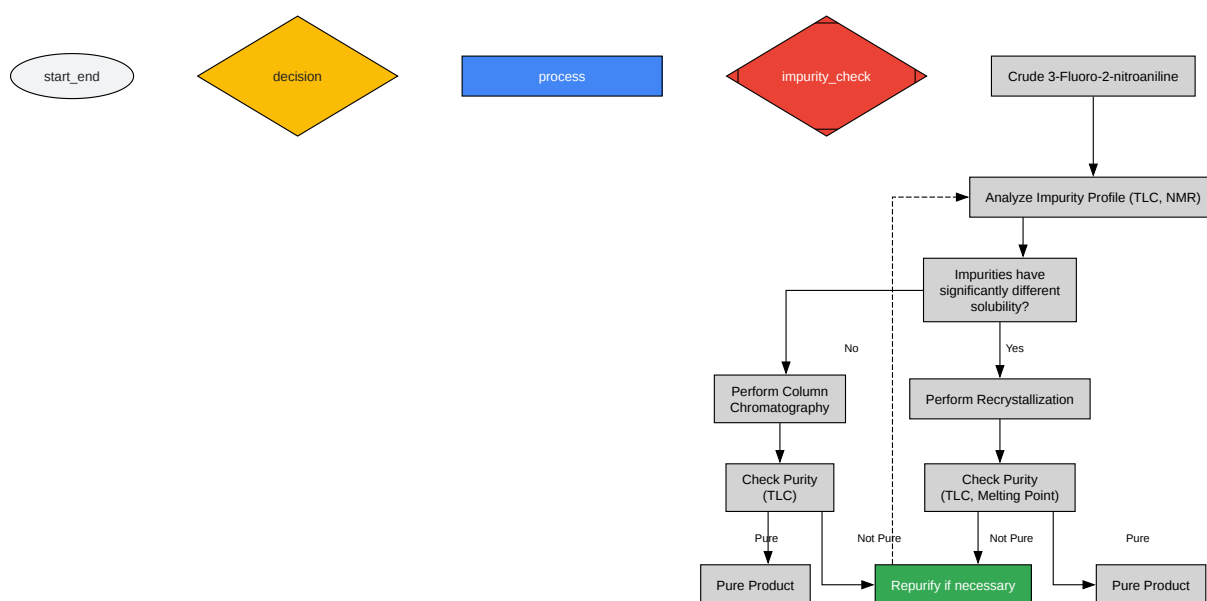 start_end
decision
process
impurity_check
Crude 3-Fluoro-2-nitroaniline
Analyze Impurity Profile (TLC, NMR)
Impurities have
significantly different
solubility?
No
Yes
Perform Column
Chromatography
Perform Recrystallization
Check Purity
(TLC)
Check Purity
(TLC, Melting Point)
Pure
Not Pure
Not Pure
Pure
Pure Product
Repurify if necessary
Pure Product